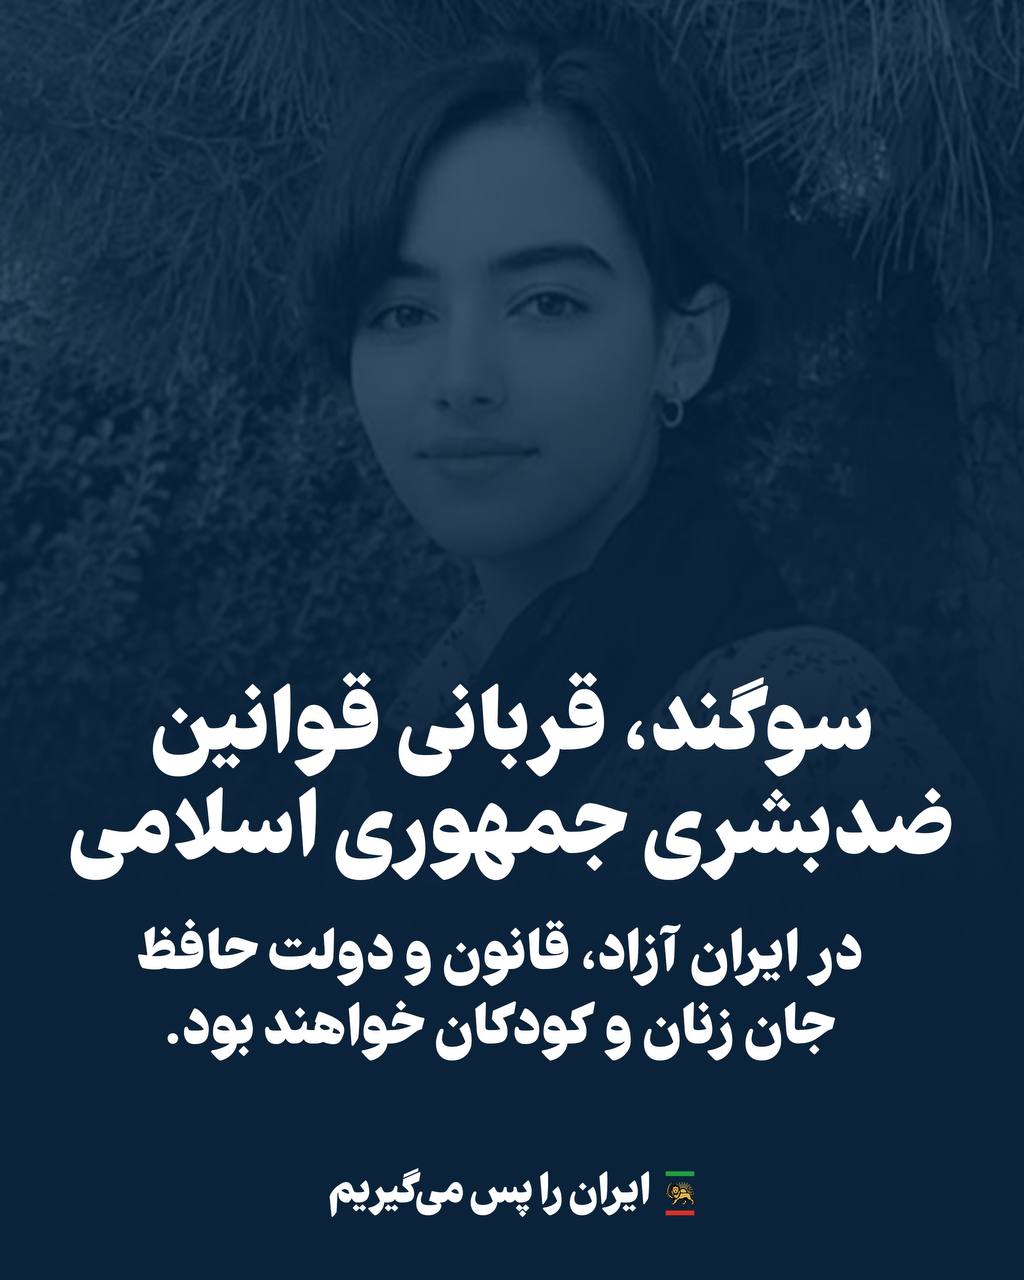 سوگند، قربانی قوانین
ضدبشری جمهوری اسلامی
در ایران آزاد، قانون و دولت حافظ
جان زنان و کودکان خواهند بود.
ایران را پس می‌گیریم